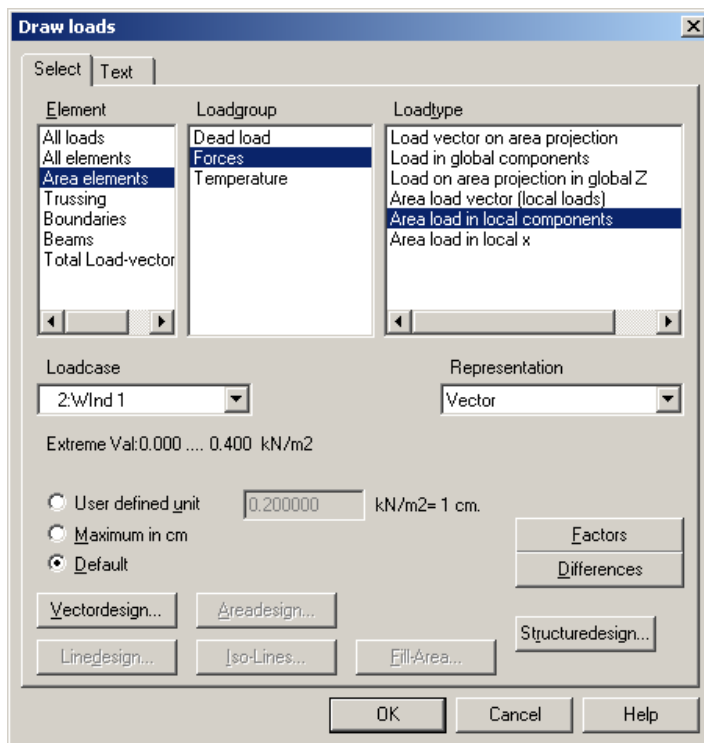 Draw loads
Select Text
Element Loadgroup Loadtype
All loads
All elements
Area elements
Trussing
Boundaries
Beams
Total Load-vector
Dead load
Forces
Temperature
Load vector on area projection
Load in global components
Load on area projection in global Z
Area load vector (local loads)
Area load in local components
Area load in local x
Loadcase Representation
2:WInd 1 Vector
Extreme Val:0.000 .... 0.400 kN/m2
User defined unit 0.200000 kN/m2= 1 cm.
Maximum in cm
Default
Factors
Differences
Vectordesign... Areadesign...
Structuredesign...
Linedesign... Iso-Lines... Fill-Area...
OK Cancel Help